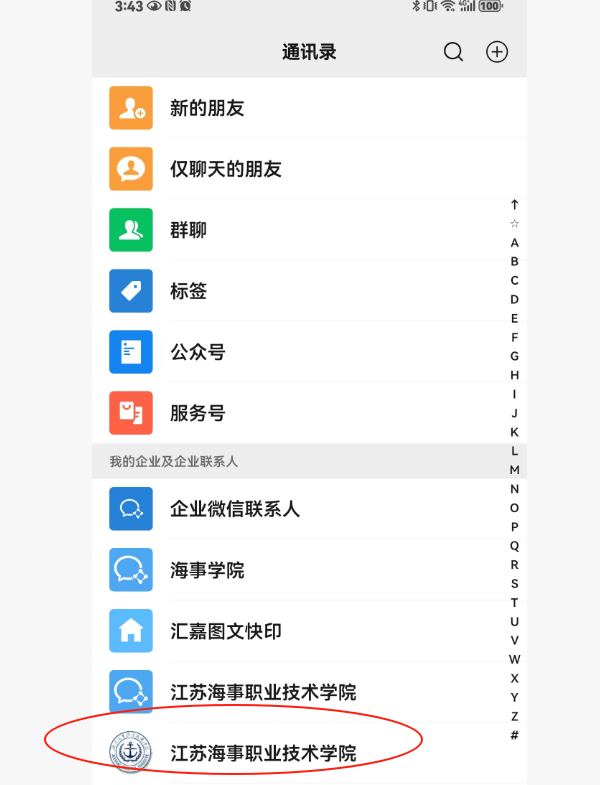 3:43 4G 100
通讯录
新的朋友
仅聊天的朋友
群聊
标签
公众号
服务号
我的企业及企业联系人
企业微信联系人
海事学院
汇嘉图文快印
江苏海事职业技术学院
江苏海事职业技术学院
↑
☆
A
B
C
D
E
F
G
H
I
J
K
L
M
N
O
P
Q
R
S
T
U
V
W
X
Y
Z
#